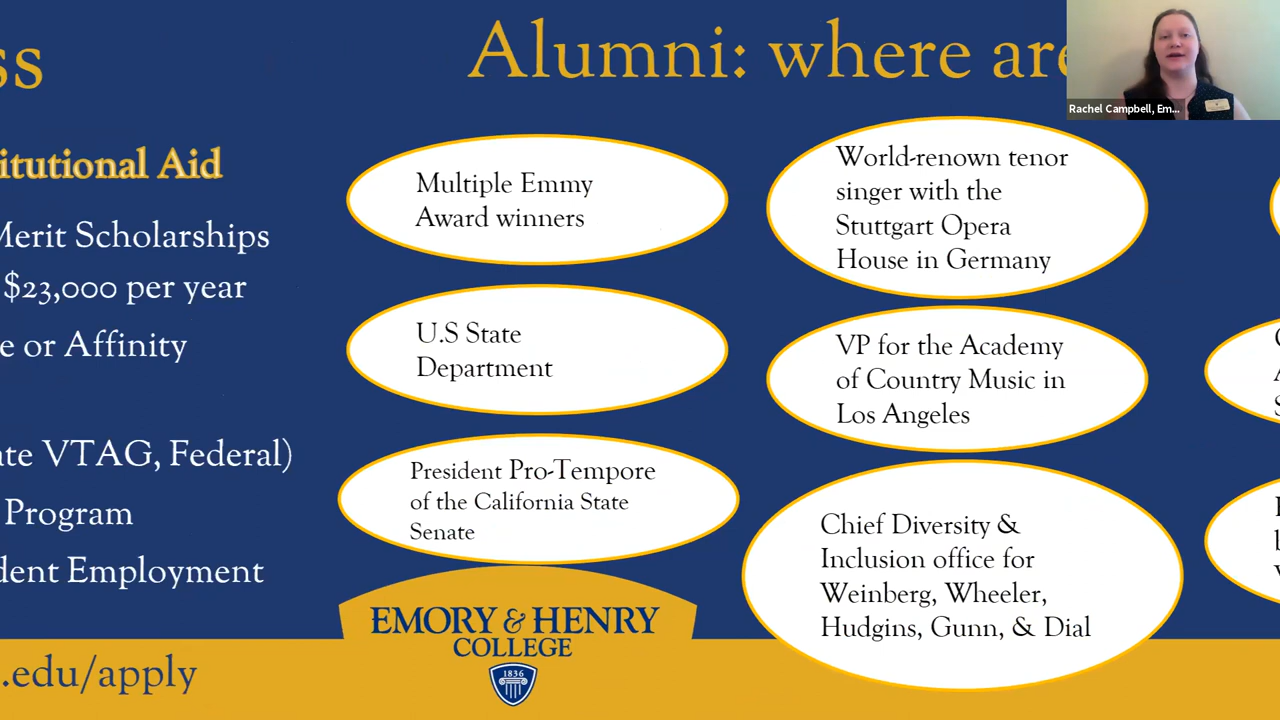 ss
Alumni: where are
Rachel Campbell, Em...
itutional Aid
Merit Scholarships
$23,000 per year
e or Affinity
ate VTAG, Federal)
Program
dent Employment
.edu/apply
Multiple Emmy
Award winners
U.S State
Department
President Pro-Tempore
of the California State
Senate
World-renown tenor
singer with the
Stuttgart Opera
House in Germany
VP for the Academy
of Country Music in
Los Angeles
Chief Diversity &
Inclusion office for
Weinberg, Wheeler,
Hudgins, Gunn, & Dial
EMORY & HENRY
COLLEGE
1836